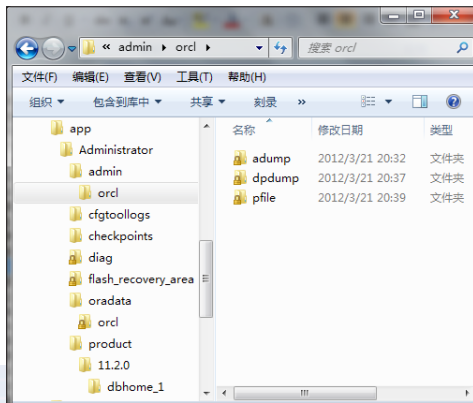 « admin ▸ orcl ▸
搜索 orcl
文件(F) 编辑(E) 查看(V) 工具(T) 帮助(H)
组织 包含到库中 共享 刻录 »
app
Administrator
admin
orcl
cfgtoollogs
checkpoints
diag
flash_recovery_area
oradata
orcl
product
11.2.0
dbhome_1
名称 修改日期 类型
adump 2012/3/21 20:32 文件夹
dpdump 2012/3/21 20:37 文件夹
pfile 2012/3/21 20:39 文件夹